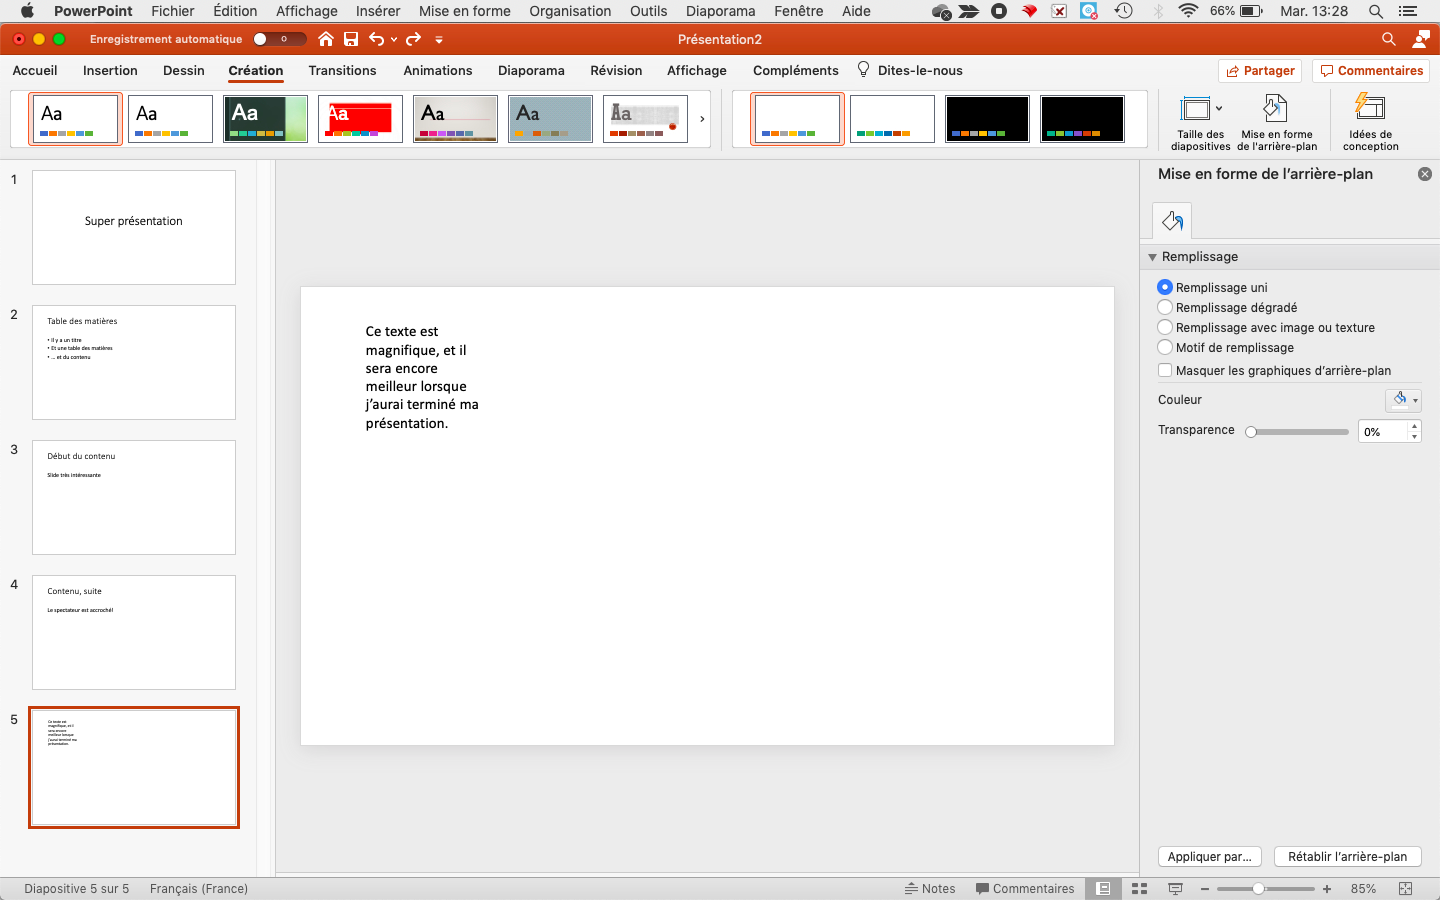 PowerPoint Fichier Édition Affichage Insérer Mise en forme Organisation Outils Diaporama Fenêtre Aide 66% Mar. 13:28
Enregistrement automatique O Présentation2
Accueil Insertion Dessin Création Transitions Animations Diaporama Révision Affichage Compléments Dites-le-nous Partager Commentaires
Aa Aa Aa Aa Aa Aa Aa
Taille des diapositives
Mise en forme de l'arrière-plan
Idées de conception
1
Super présentation
2
Table des matières
• Il y a un titre
• Et une table des matières
• ... et du contenu
3
Début du contenu
Slide très intéressante
4
Contenu, suite
Le spectateur est accroché!
5
Ce texte est
magnifique, et il
sera encore
meilleur lorsque
j'aurai terminé ma
présentation.
Ce texte est
magnifique, et il
sera encore
meilleur lorsque
j'aurai terminé ma
présentation.
Mise en forme de l'arrière-plan
Remplissage
Remplissage uni
Remplissage dégradé
Remplissage avec image ou texture
Motif de remplissage
Masquer les graphiques d'arrière-plan
Couleur
Transparence 0%
Appliquer par... Rétablir l'arrière-plan
Diapositive 5 sur 5 Français (France) Notes Commentaires 85%